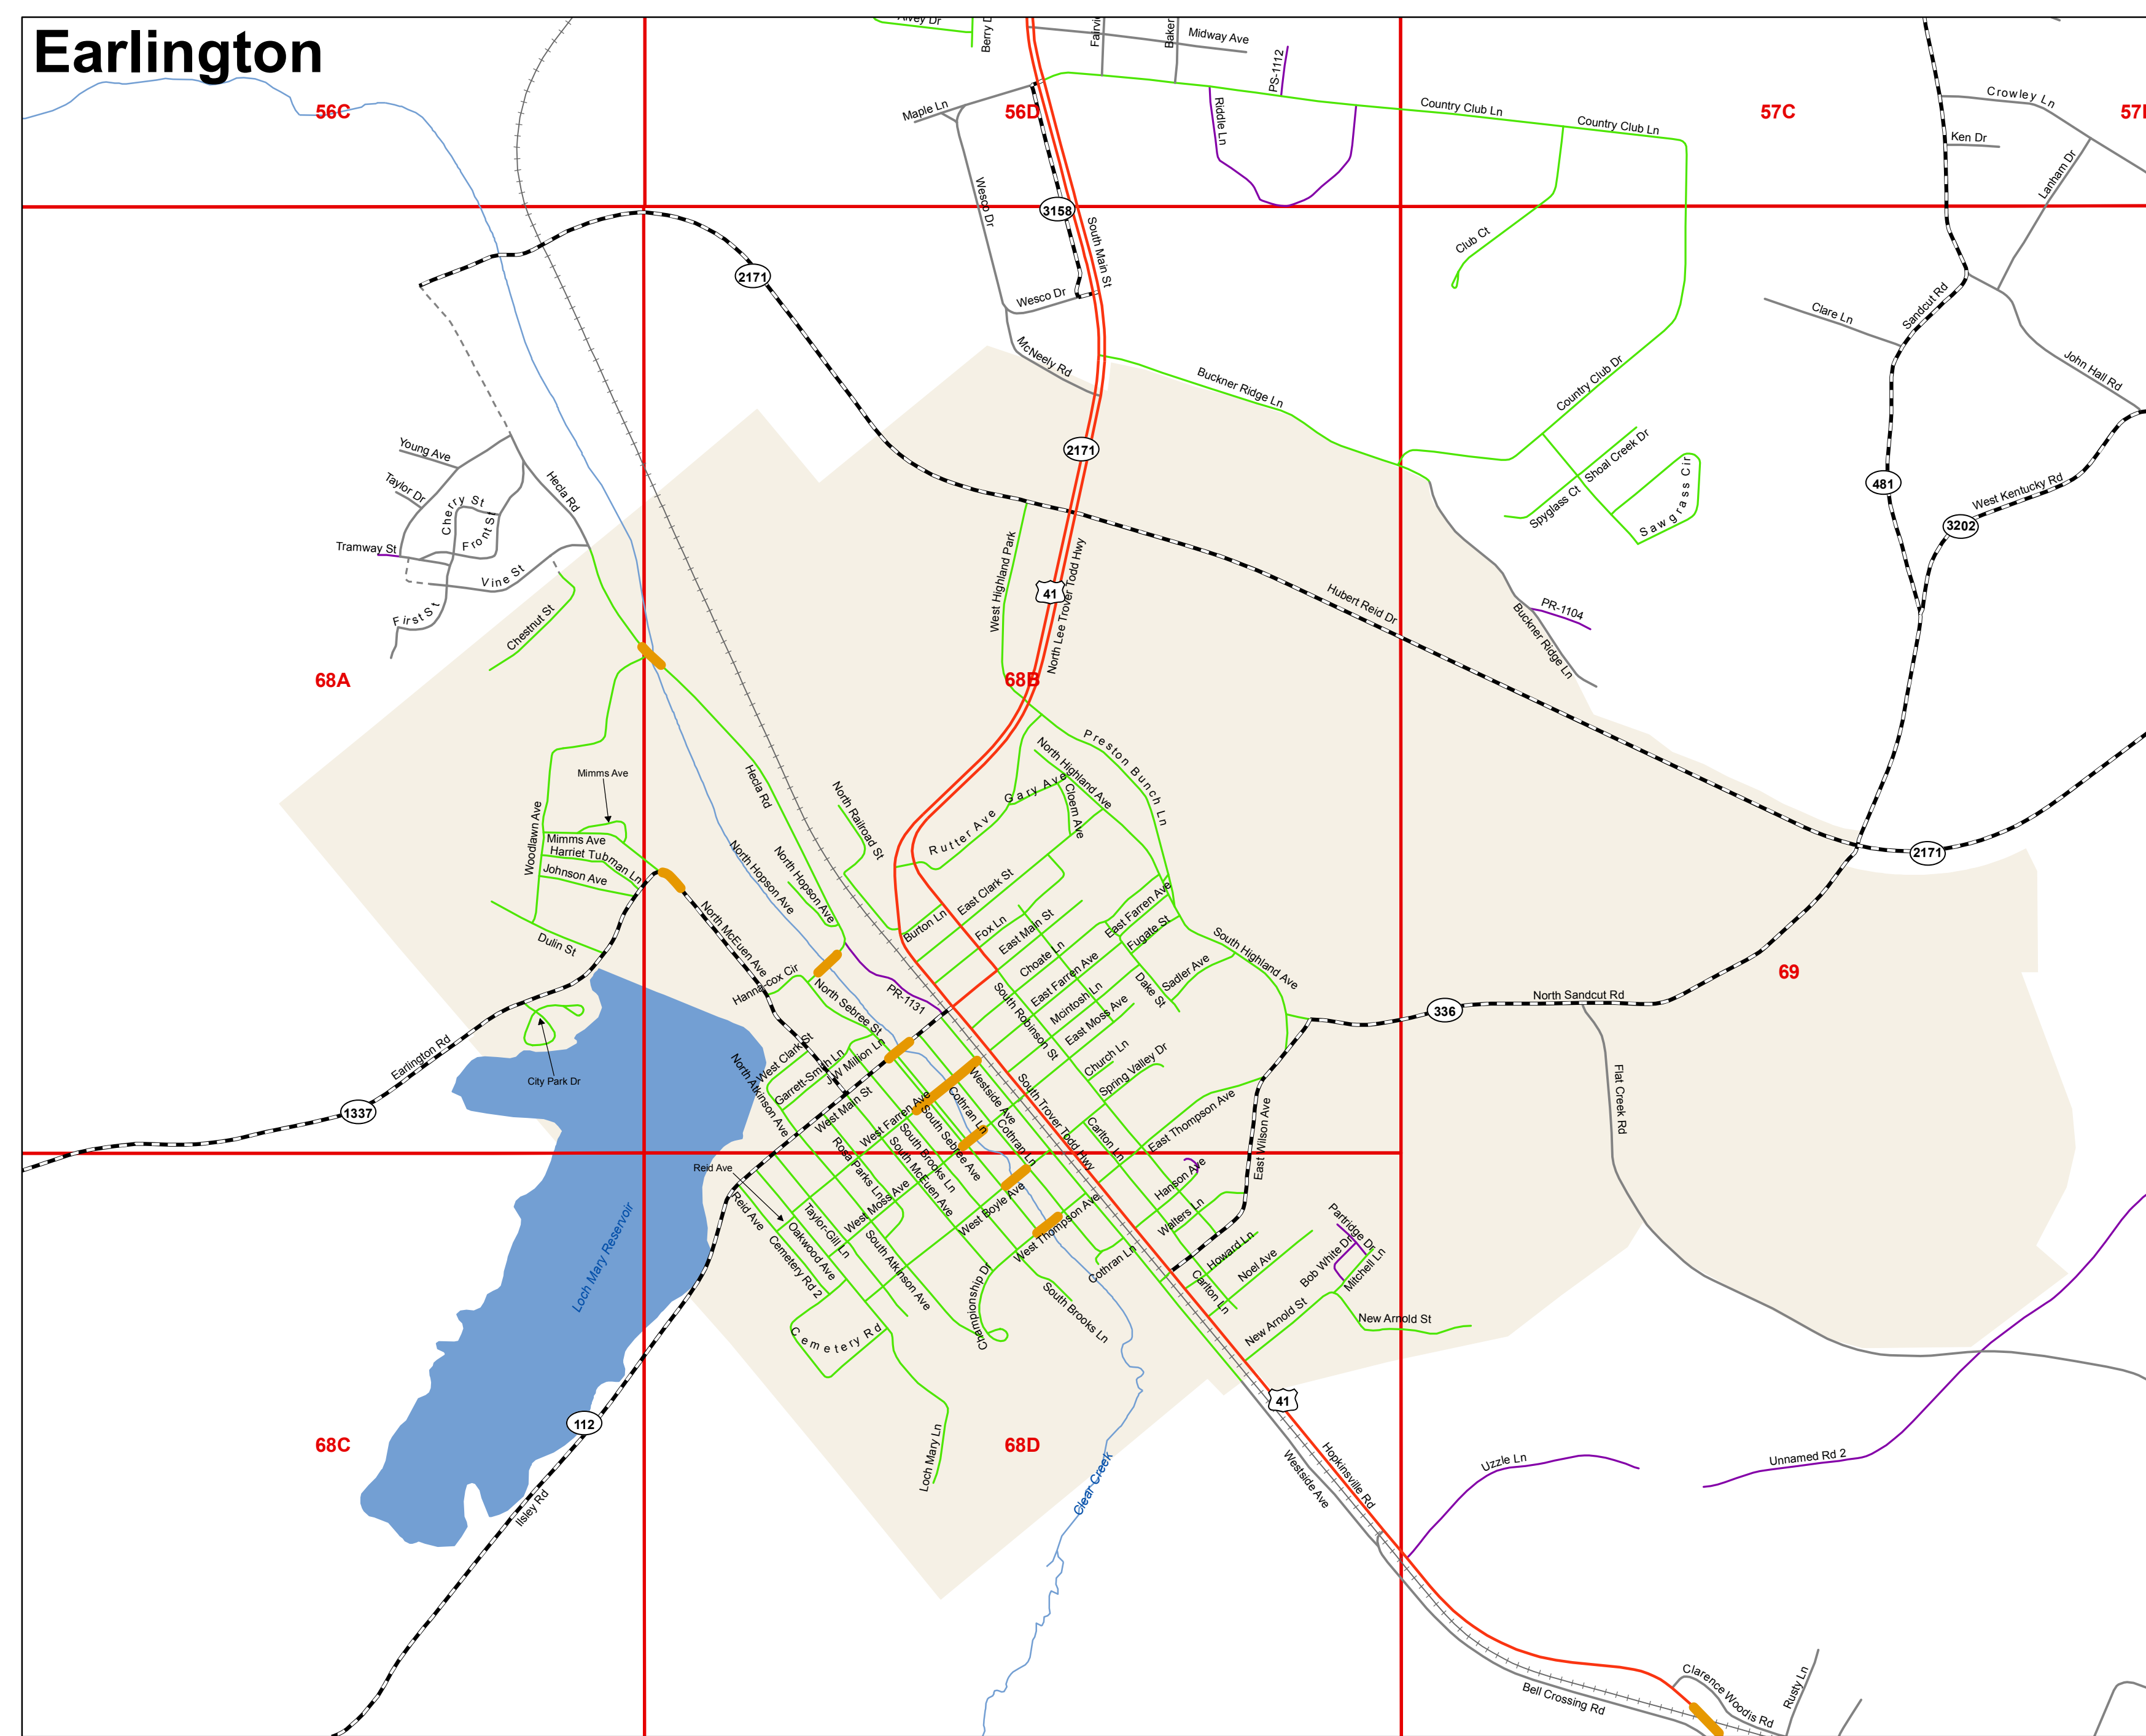 Earlington
Alvey Dr
Midway Ave
PS-1112
56C
56D
57C
Maple Ln
Riddle Ln
Country Club Ln
Country Club Ln
Crowley Ln
Ken Dr
Lanham Dr
Wesco Dr
3158
South Main St
Club Ct
2171
Wesco Dr
Clare Ln
Sandcut Rd
McNeely Rd
Buckner Ridge Ln
Country Club Dr
John Hall Rd
Young Ave
2171
Shoal Creek Dr
Taylor Dr
Hecla Rd
Spyglass Ct
Sawgrass Cir
481
West Kentucky Rd
3202
Cherry St
Front St
Tramway St
Vine St
First St
Chestnut St
West Highland Park
41
North Lee Trover Todd Hwy
Hubert Reid Dr
PR-1104
Buckner Ridge Ln
68A
68B
Preston Bunch Ln
North Highland Ave
Mimms Ave
Hecla Rd
North Railroad St
Gary Ave
Cloern Ave
Rutter Ave
Woodlawn Ave
Mimms Ave
Harriet Tubman Ln
Johnson Ave
2171
North Hopson Ave
North Hopson Ave
East Clark St
Burton Ln
Fox Ln
East Main St
East Farren Ave
Fugate St
Dulin St
North McEuen Ave
Choate Ln
South Highland Ave
East Farren Ave
Sadler Ave
Dake St
69
Hanna-cox Cir
North Sebree St
PR-1131
South Robinson St
Mcintosh Ln
East Moss Ave
336
North Sandcut Rd
Earlington Rd
City Park Dr
West Clark St
Garrett-Smith Ln
J W Million Ln
Church Ln
Spring Valley Dr
Flat Creek Rd
1337
North Atkinson Ave
West Main St
West Farren Ave
Cothran Ln
Westside Ave
South Trover Todd Hwy
Carlton Ln
East Thompson Ave
East Wilson Ave
Rosa Parks Ln
South McEuen Ave
South Brooks Ln
South Sebree Ave
Cothran Ln
Reid Ave
Reid Ave
West Moss Ave
Hanson Ave
Walters Ln
Loch Mary Reservoir
Cemetery Rd 2
Oakwood Ave
Taylor-Gill Ln
South Atkinson Ave
West Boyle Ave
West Thompson Ave
Cothran Ln
Howard Ln
Noel Ave
Carlton Ln
Partridge Dr
Bob White Dr
Mitchell Ln
Championship Dr
South Brooks Ln
New Arnold St
New Arnold St
Cemetery Rd
41
112
68C
68D
Loch Mary Ln
Clear Creek
Ilsley Rd
Westside Ave
Hopkinsville Rd
Uzzle Ln
Unnamed Rd 2
Clarence Woodis Rd
Rusty Ln
Bell Crossing Rd